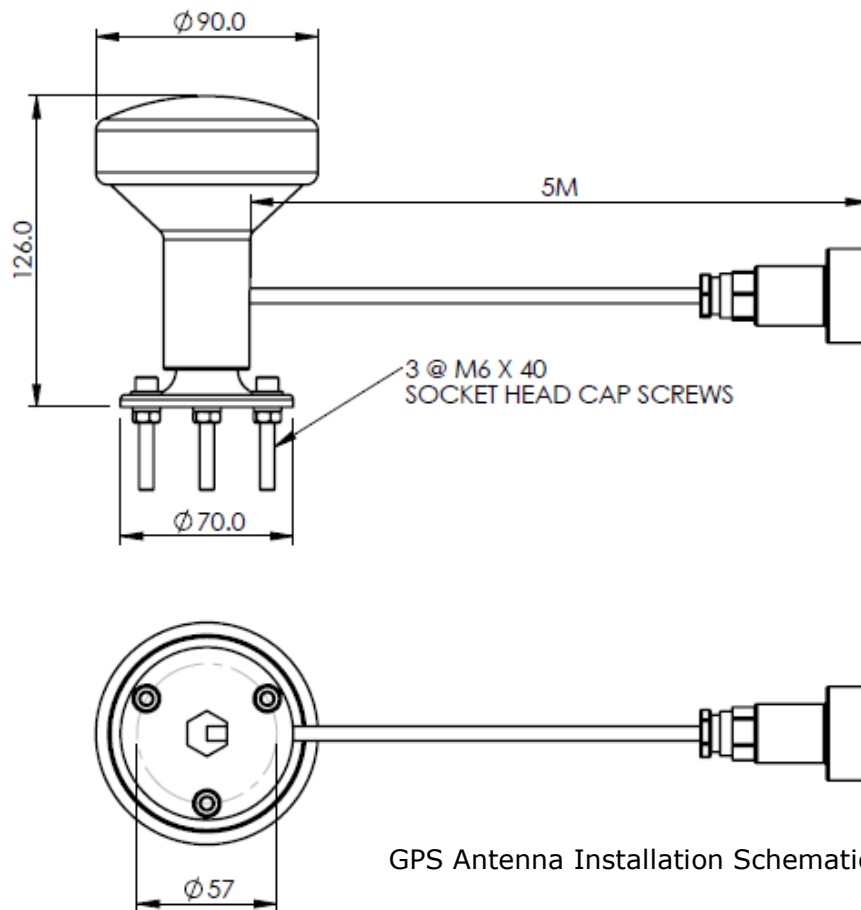 Ø90.0
126.0
5M
3 @ M6 X 40
SOCKET HEAD CAP SCREWS
Ø70.0
GPS Antenna Installation Schematic
Ø57